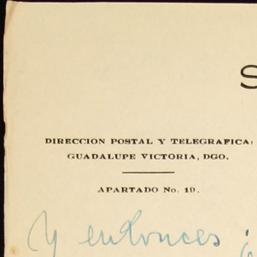 S
DIRECCION POSTAL Y TELEGRAFICA:
GUADALUPE VICTORIA, DGO.
APARTADO No. 19.
Y entonces ¿